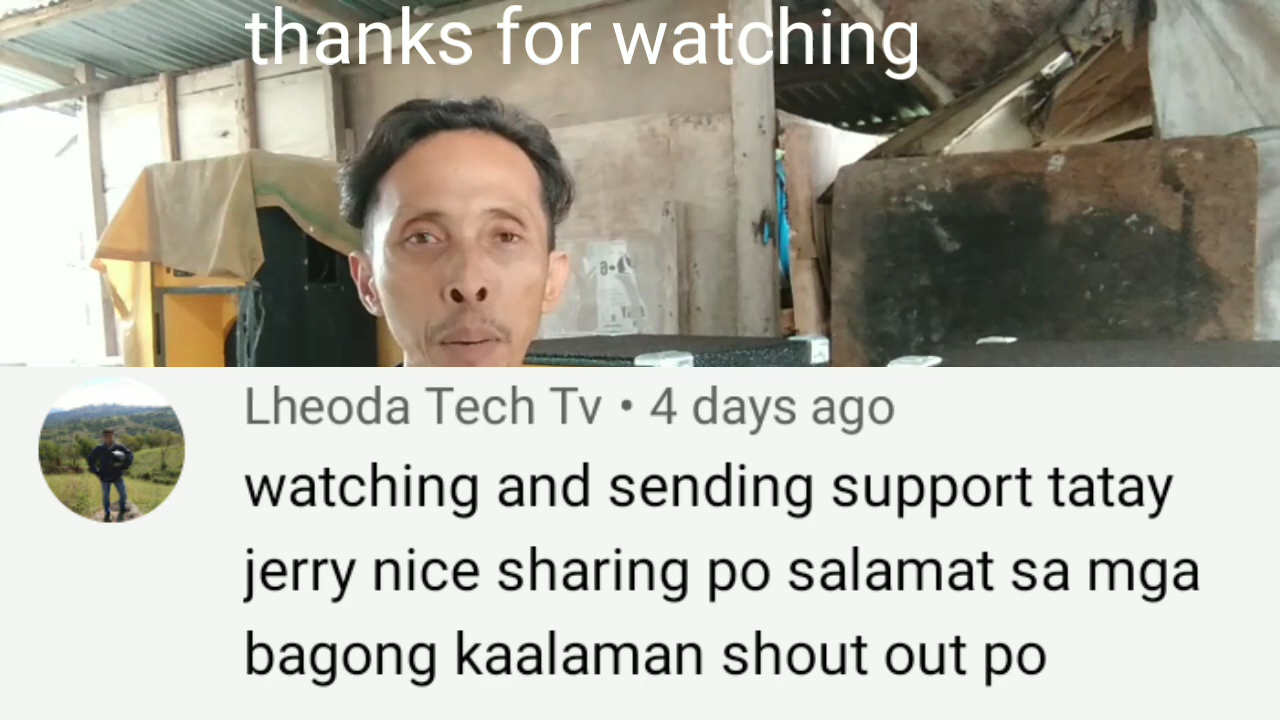 thanks for watching
Lheoda Tech Tv • 4 days ago
watching and sending support tatay
jerry nice sharing po salamat sa mga
bagong kaalaman shout out po